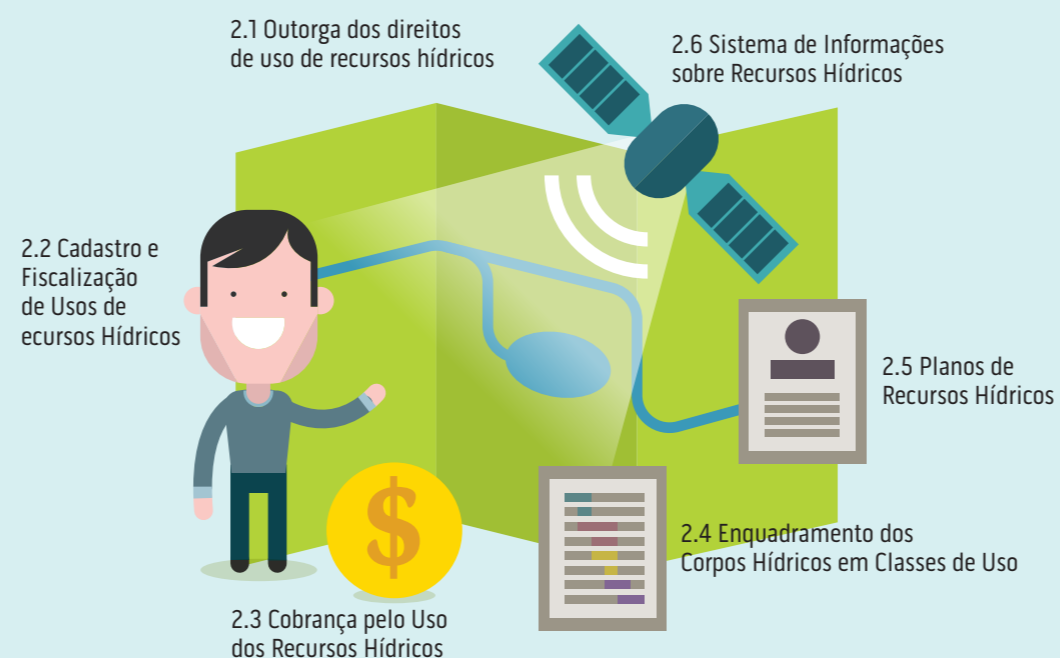 2.1 Outorga dos direitos
de uso de recursos hídricos
2.6 Sistema de Informações
sobre Recursos Hídricos
2.2 Cadastro e
Fiscalização
de Usos de
ecursos Hídricos
2.5 Planos de
Recursos Hídricos
2.4 Enquadramento dos
Corpos Hídricos em Classes de Uso
$
2.3 Cobrança pelo Uso
dos Recursos Hídricos